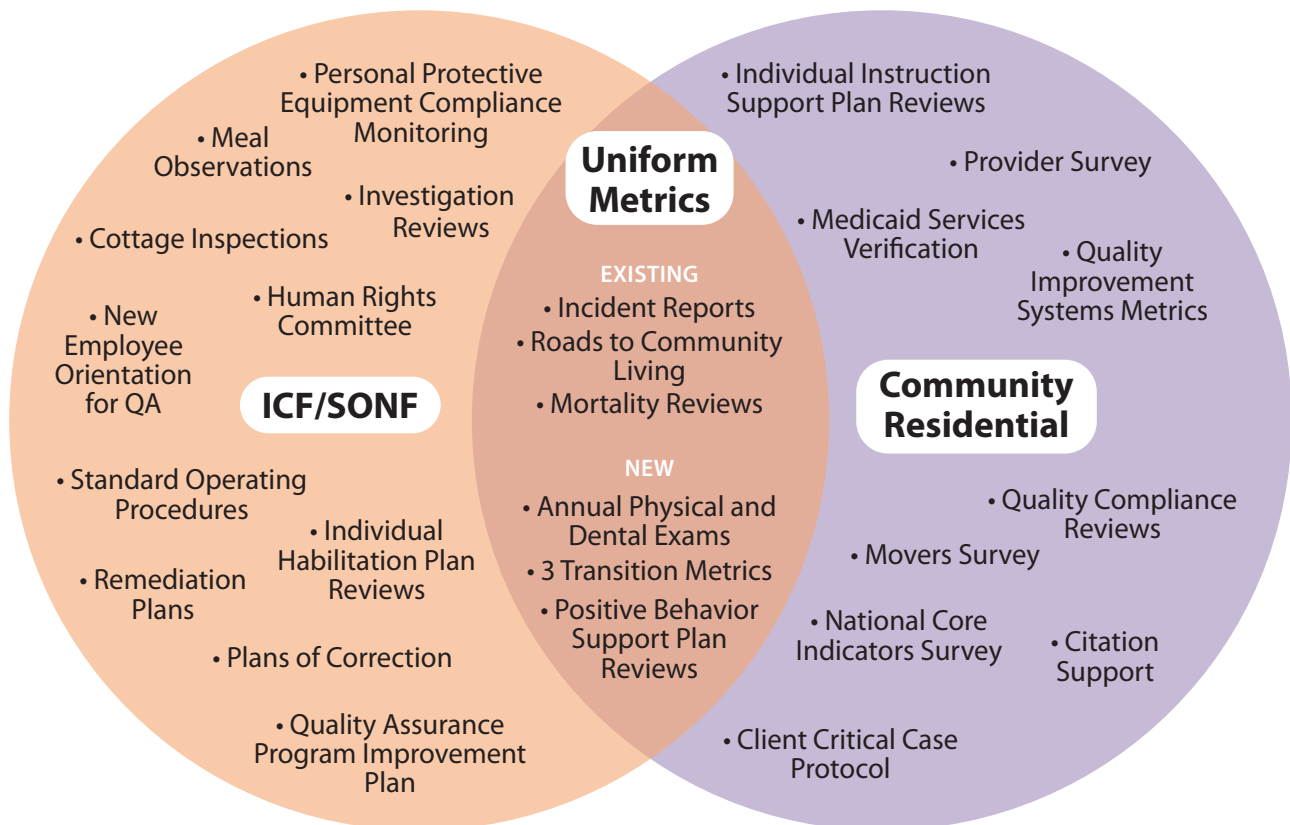 • Personal Protective
Equipment Compliance
Monitoring
• Meal
Observations
• Investigation
Reviews
• Cottage Inspections
• Human Rights
Committee
• New
Employee
Orientation
for QA
ICF/SONF
• Standard Operating
Procedures
• Individual
Habilitation Plan
Reviews
• Remediation
Plans
• Plans of Correction
• Quality Assurance
Program Improvement
Plan
Uniform
Metrics
EXISTING
• Incident Reports
• Roads to Community
Living
• Mortality Reviews
NEW
• Annual Physical and
Dental Exams
• 3 Transition Metrics
• Positive Behavior
Support Plan
Reviews
• Individual Instruction
Support Plan Reviews
• Provider Survey
• Medicaid Services
Verification
• Quality
Improvement
Systems Metrics
Community
Residential
• Quality Compliance
Reviews
• Movers Survey
• National Core
Indicators Survey
• Citation
Support
• Client Critical Case
Protocol